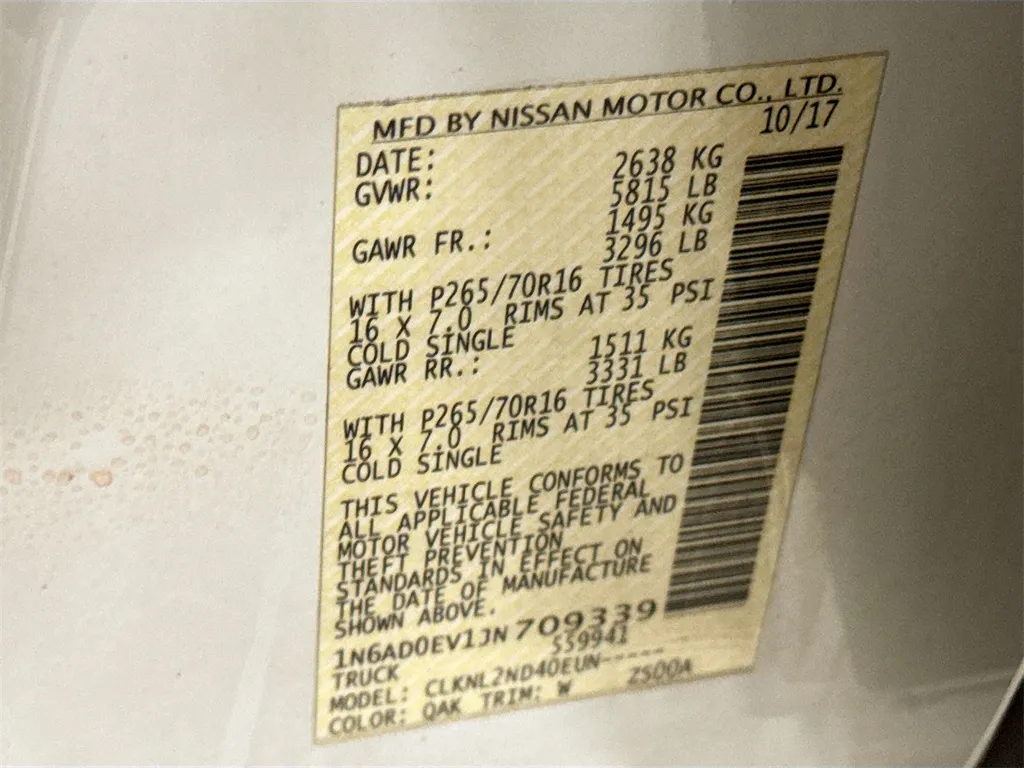 MFD BY NISSAN MOTOR CO., LTD.
DATE: 10/17
GVWR: 2638 KG
5815 LB
GAWR FR.: 1495 KG
3296 LB
WITH P265/70R16 TIRES
16 X 7.0 RIMS AT 35 PSI
COLD SINGLE
GAWR RR.: 1511 KG
3331 LB
WITH P265/70R16 TIRES
16 X 7.0 RIMS AT 35 PSI
COLD SINGLE
THIS VEHICLE CONFORMS TO
ALL APPLICABLE FEDERAL
MOTOR VEHICLE SAFETY AND
THEFT PREVENTION
STANDARDS IN EFFECT ON
THE DATE OF MANUFACTURE
SHOWN ABOVE.
1N6AD0EV1JN709339
TRUCK 559941
MODEL: CLKNL2ND40EUN-----
COLOR: QAK TRIM: W ZS00A